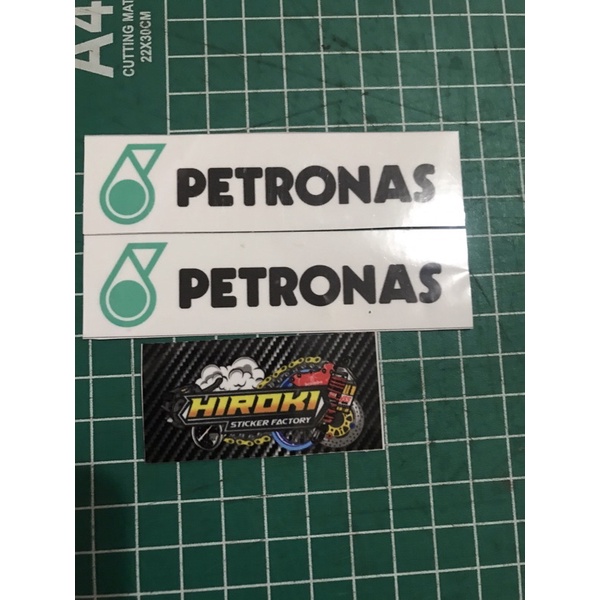 A4
CUTTING MAT
22X30CM
PETRONAS
PETRONAS
HIROKI
STICKER FACTORY